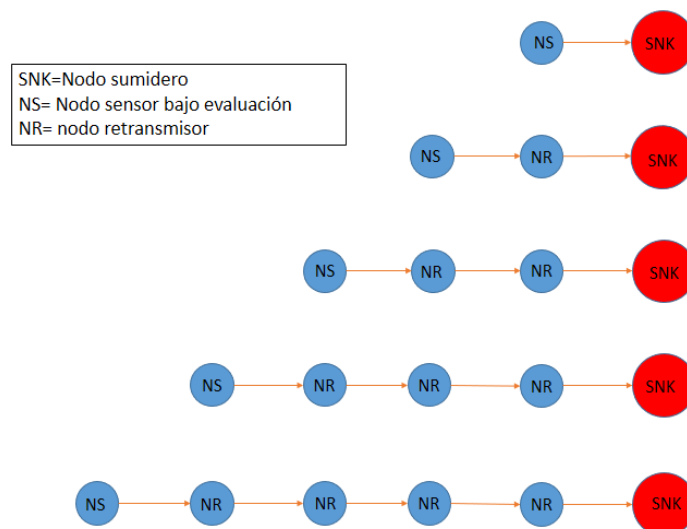 NS SNK
SNK=Nodo sumidero
NS= Nodo sensor bajo evaluación
NR= nodo retransmisor
NS NR SNK
NS NR NR SNK
NS NR NR NR SNK
NS NR NR NR NR SNK